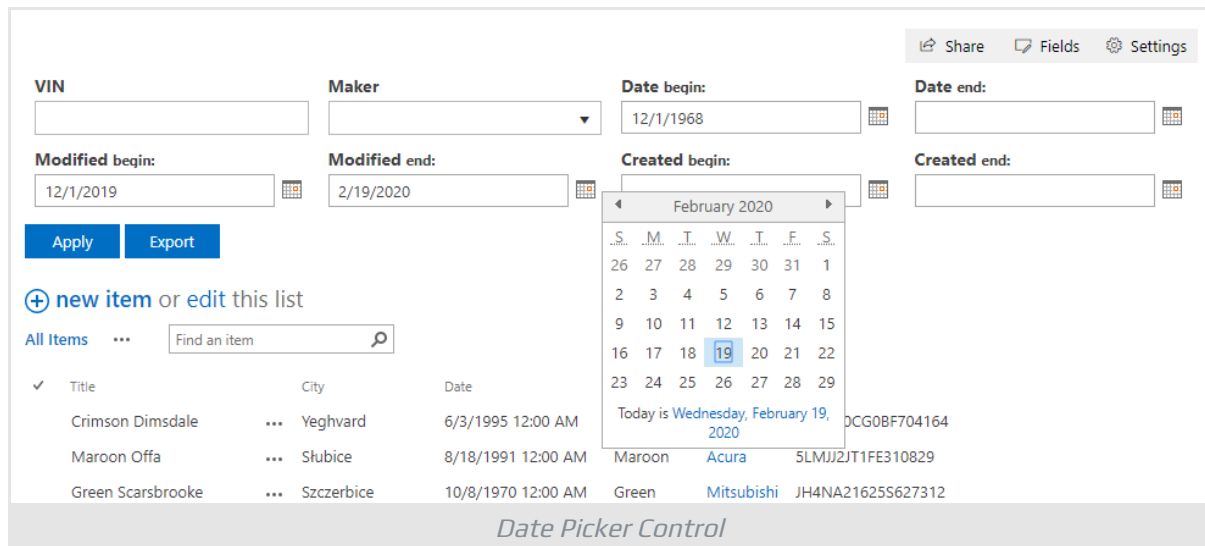 Share Fields Settings
VIN Maker Date begin: Date end:
12/1/1968
Modified begin: Modified end: Created begin: Created end:
12/1/2019 2/19/2020
February 2020
Apply Export
S M T W T F S
26 27 28 29 30 31 1
2 3 4 5 6 7 8
new item or edit this list
9 10 11 12 13 14 15
All Items Find an item
16 17 18 19 20 21 22
23 24 25 26 27 28 29
Title City Date
Today is Wednesday, February 19,
2020
Crimson Dimsdale ... Yeghvard 6/3/1995 12:00 AM CG0BF704164
Maroon Offa ... Słubice 8/18/1991 12:00 AM Maroon Acura 5LMJJ2JT1FE310829
Green Scarsbrooke ... Szczerbice 10/8/1970 12:00 AM Green Mitsubishi JH4NA21625S627312
Date Picker Control